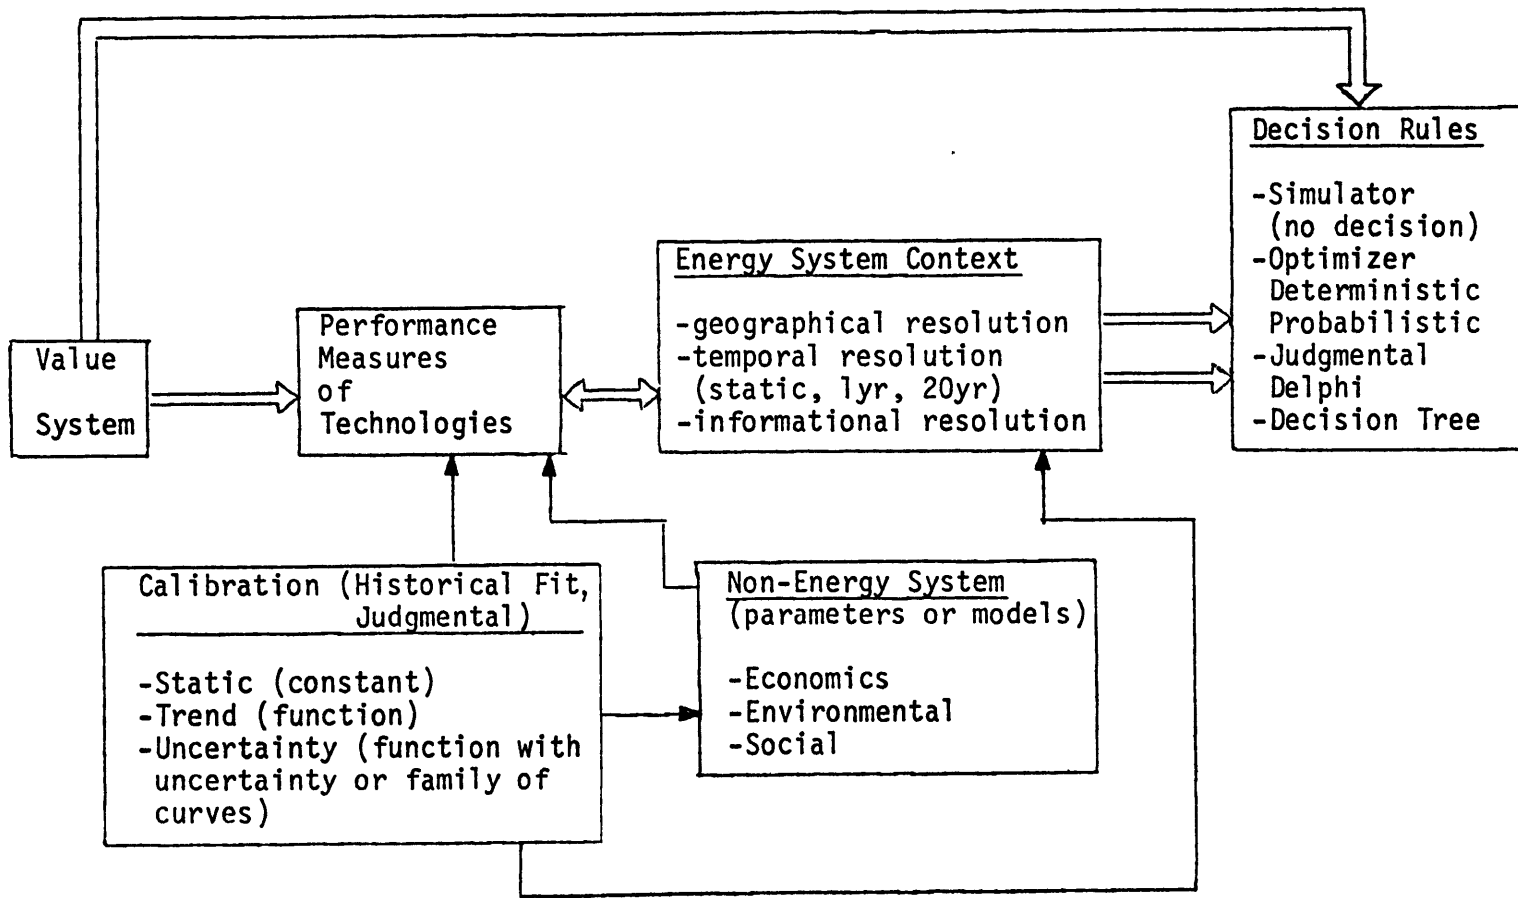 Value
System
Performance
Measures
of
Technologies
Energy System Context
-geographical resolution
-temporal resolution
(static, 1yr, 20yr)
-informational resolution
Decision Rules
-Simulator
(no decision)
-Optimizer
Deterministic
Probabilistic
-Judgmental
Delphi
-Decision Tree
Calibration (Historical Fit,
Judgmental)
-Static (constant)
-Trend (function)
-Uncertainty (function with
uncertainty or family of
curves)
Non-Energy System
(parameters or models)
-Economics
-Environmental
-Social